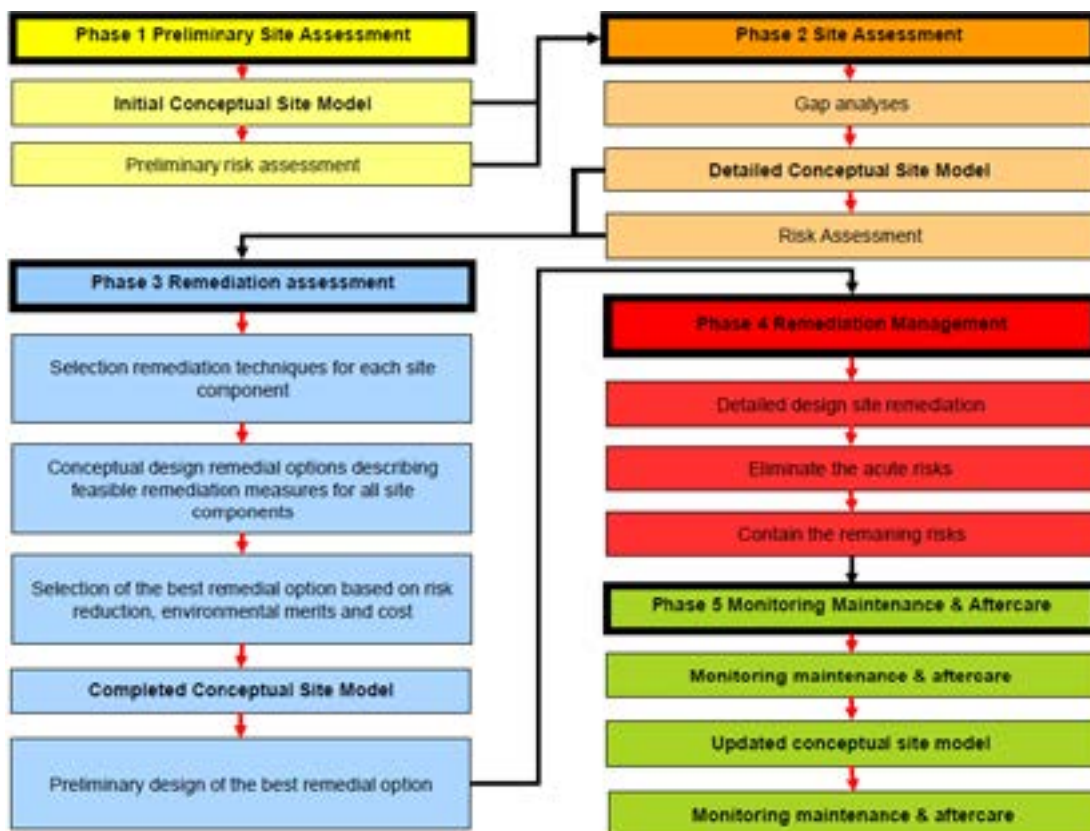 Phase 1 Preliminary Site Assessment
Initial Conceptual Site Model
Preliminary risk assessment
Phase 2 Site Assessment
Gap analyses
Detailed Conceptual Site Model
Risk Assessment
Phase 3 Remediation assessment
Selection remediation techniques for each site
component
Conceptual design remedial options describing
feasible remediation measures for all site
components
Selection of the best remedial option based on risk
reduction, environmental merits and cost
Completed Conceptual Site Model
Preliminary design of the best remedial option
Phase 4 Remediation Management
Detailed design site remediation
Eliminate the acute risks
Contain the remaining risks
Phase 5 Monitoring Maintenance & Aftercare
Monitoring maintenance & aftercare
Updated conceptual site model
Monitoring maintenance & aftercare